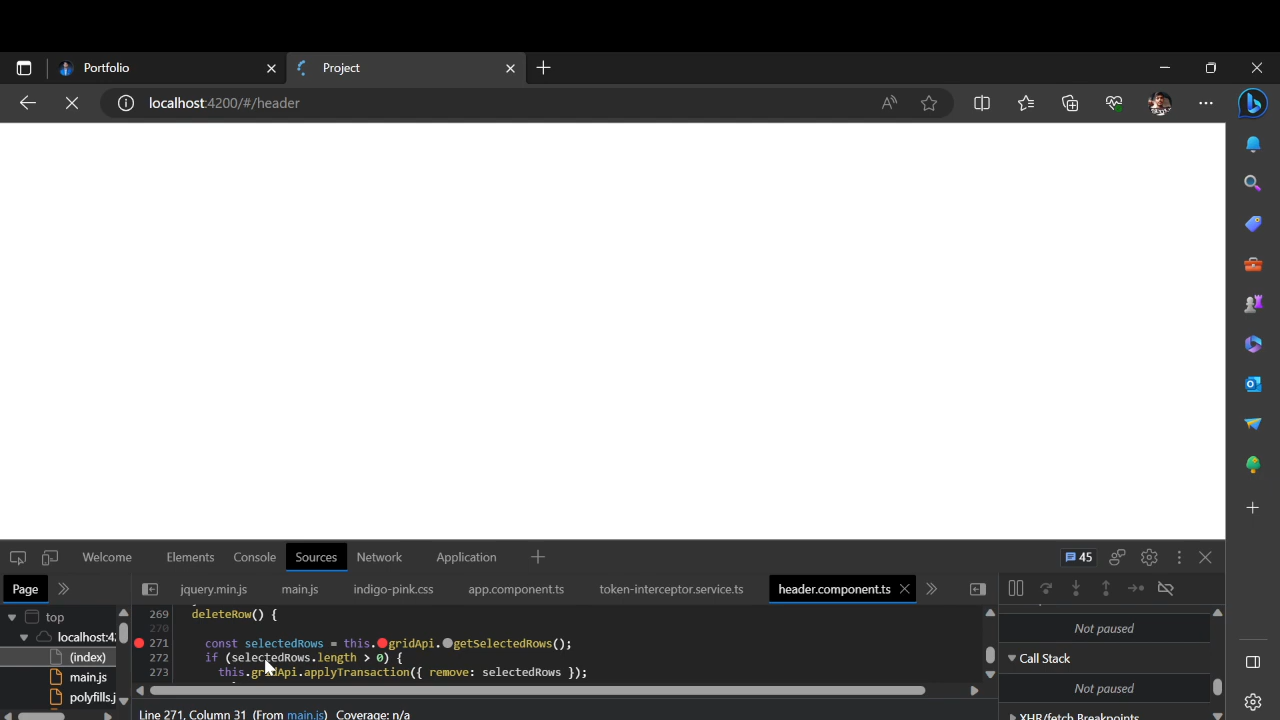 Portfolio
Project
localhost:4200/#/header
Welcome
Elements
Console
Sources
Network
Application
45
Page
jquery.min.js
main.js
indigo-pink.css
app.component.ts
token-interceptor.service.ts
header.component.ts
top
localhost:4
(index)
main.js
polyfills.j
269 deleteRow() {
270
271 const selectedRows = this.gridApi.getSelectedRows();
272 if (selectedRows.length > 0) {
273 this.gridApi.applyTransaction({ remove: selectedRows });
Line 271, Column 31 (From main.js) Coverage: n/a
Not paused
Call Stack
Not paused
XHR/fetch Breakpoints